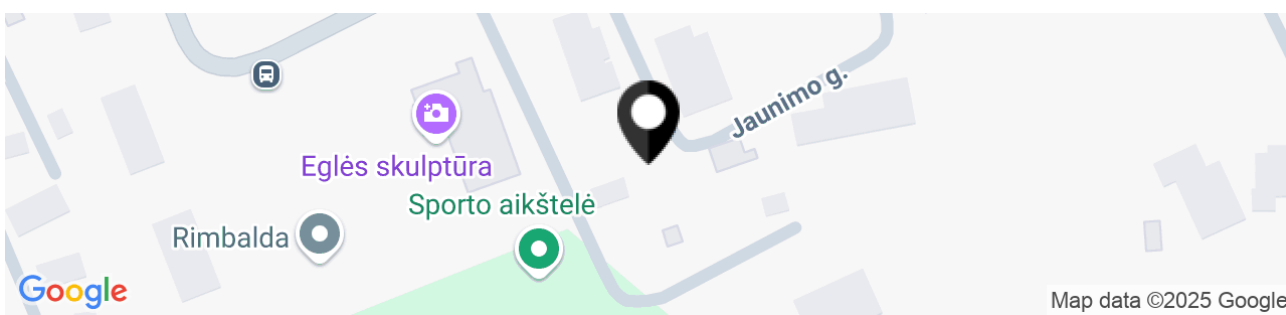 Jaunimo g.
Eglės skulptūra
Sporto aikštelė
Rimbalda
Google
Map data ©2025 Google